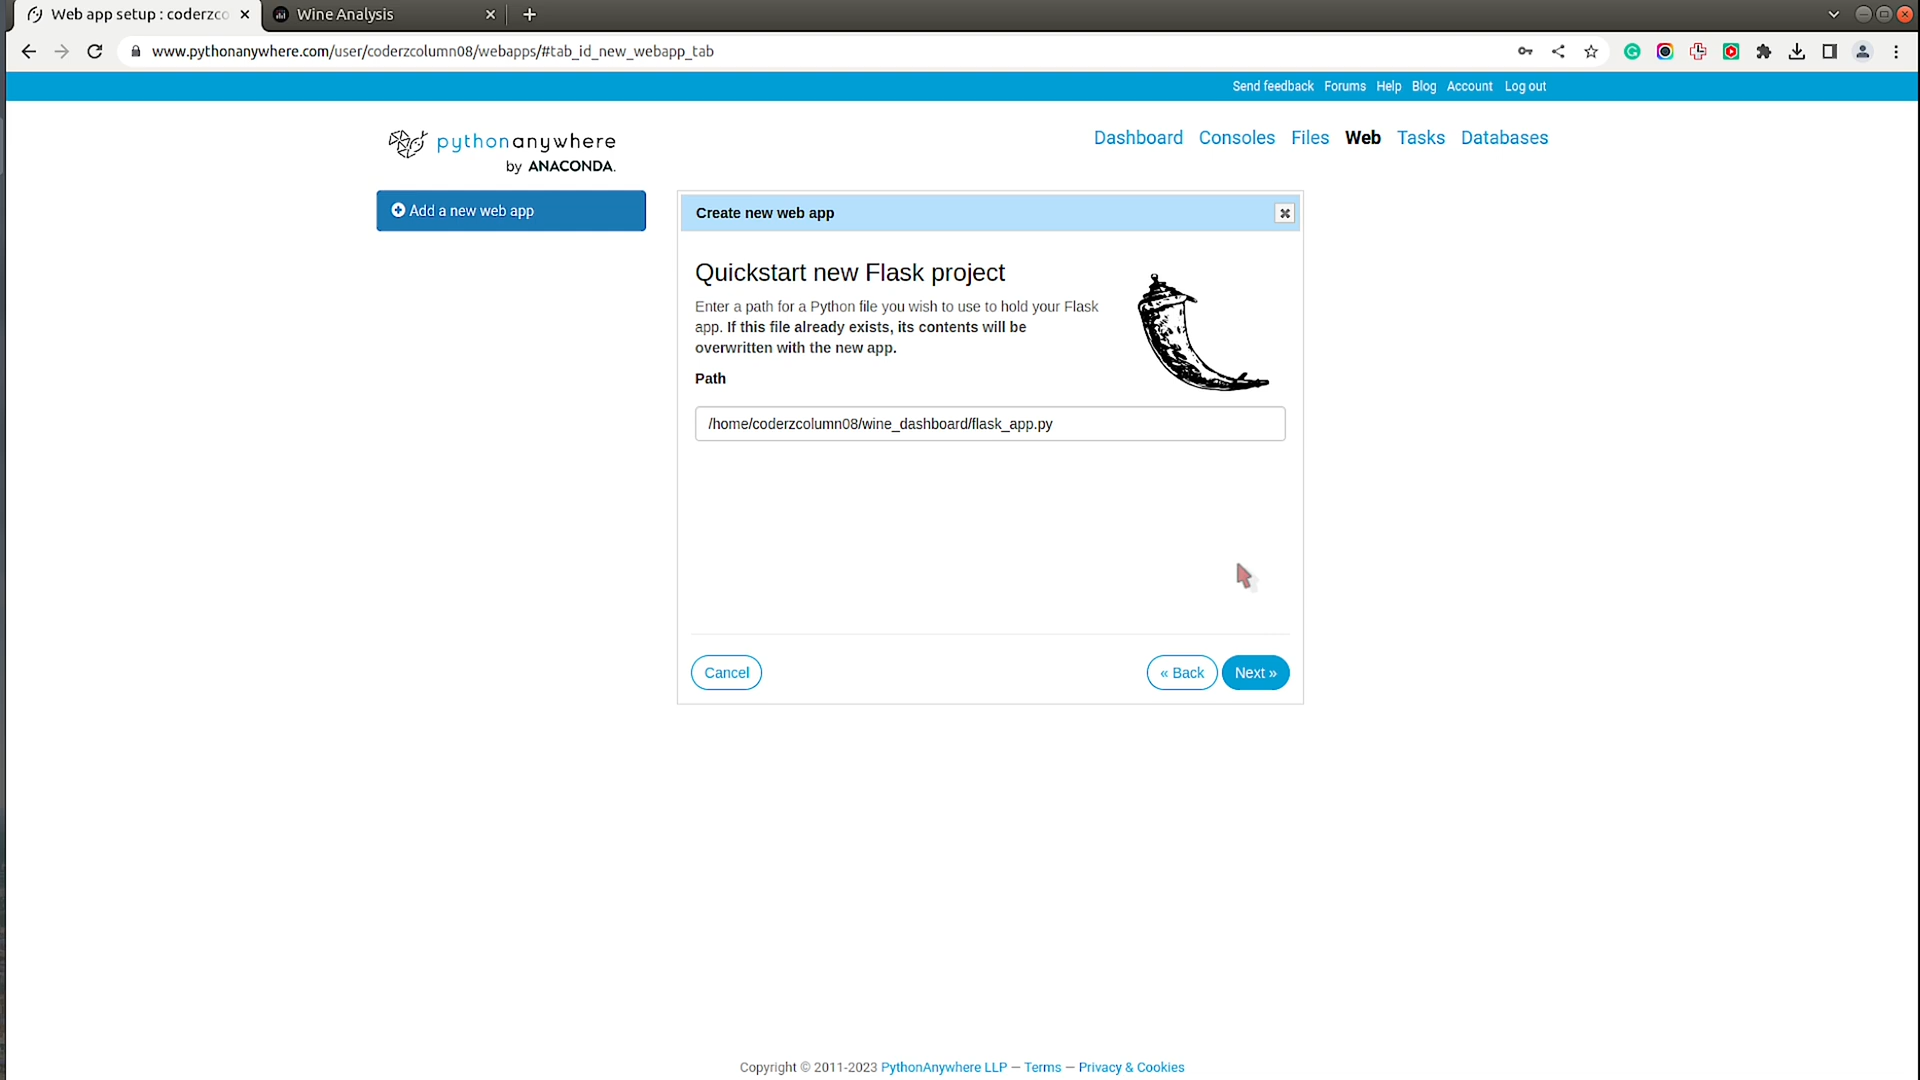 Web app setup : coderzco
Wine Analysis
www.pythonanywhere.com/user/coderzcolumn08/webapps/#tab_id_new_webapp_tab
Send feedback Forums Help Blog Account Log out
pythonanywhere
by ANACONDA.
Dashboard Consoles Files Web Tasks Databases
Add a new web app
Create new web app
Quickstart new Flask project
Enter a path for a Python file you wish to use to hold your Flask
app. If this file already exists, its contents will be
overwritten with the new app.
Path
/home/coderzcolumn08/wine_dashboard/flask_app.py
Cancel
« Back Next »
Copyright © 2011-2023 PythonAnywhere LLP — Terms — Privacy & Cookies